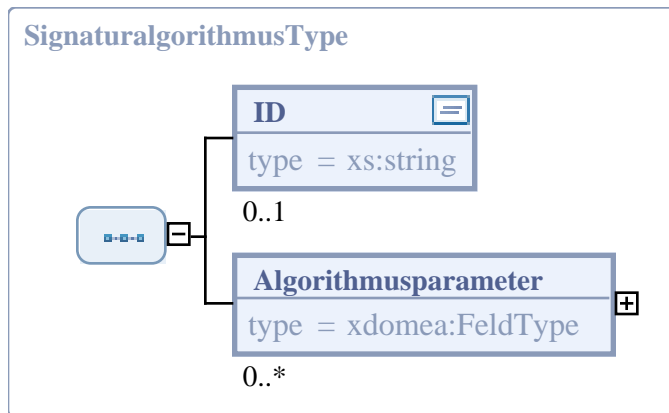 SignaturalgorithmusType
ID
type = xs:string
0..1
Algorithmusparameter
type = xdomea:FeldType
0..*